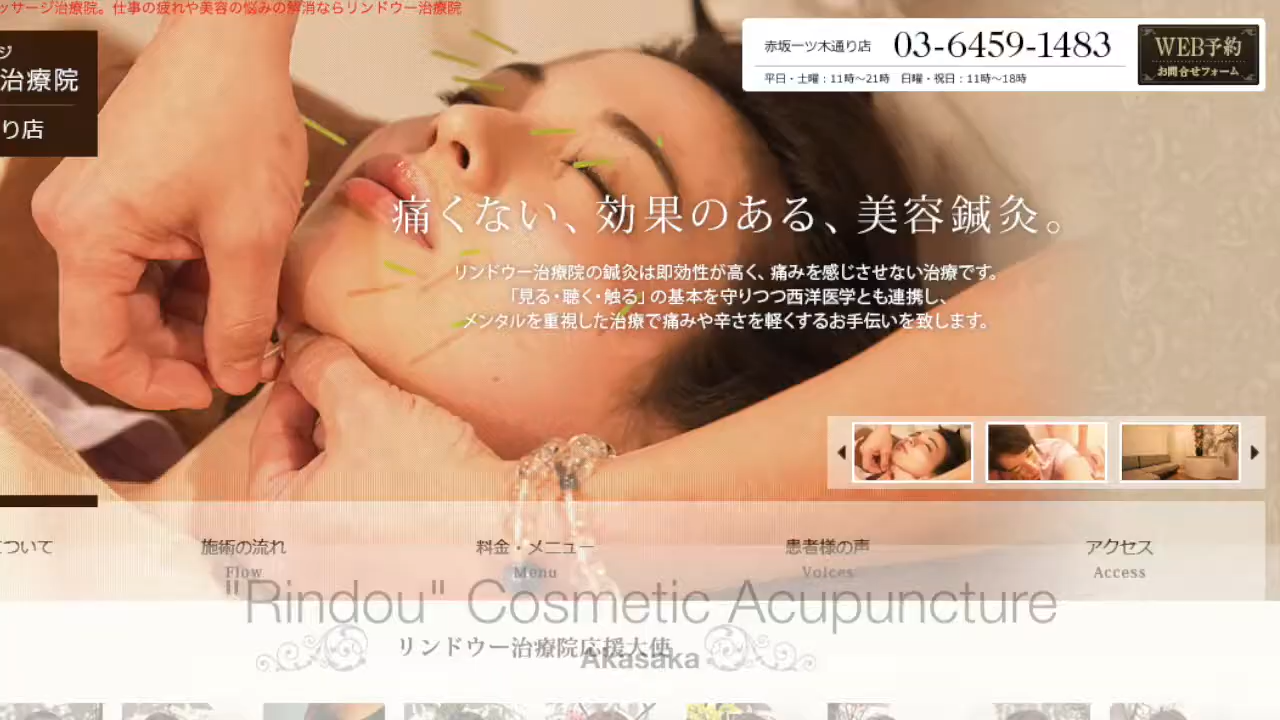 ッサージ治療院。仕事の疲れや美容の悩みの解消ならリンドウー治療院
ジ
治療院
り店
赤坂一ツ木通り店 03-6459-1483
平日・土曜：11時～21時 日曜・祝日：11時～18時
WEB予約
お問合せフォーム
痛くない、効果のある、美容鍼灸。
リンドウー治療院の鍼灸は即効性が高く、痛みを感じさせない治療です。
「見る・聴く・触る」の基本を守りつつ西洋医学とも連携し、
メンタルを重視した治療で痛みや辛さを軽くするお手伝いを致します。
について 施術の流れ 料金・メニュー 患者様の声 アクセス
Flow Menu Voices Access
"Rindou" Cosmetic Acupuncture
リンドウー治療院応援大使
Akasaka